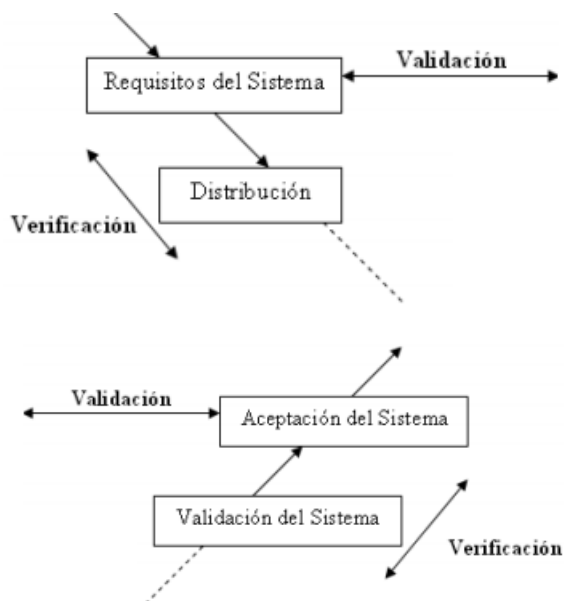 Validación
Requisitos del Sistema
Distribución
Verificación
Validación
Aceptación del Sistema
Validación del Sistema
Verificación